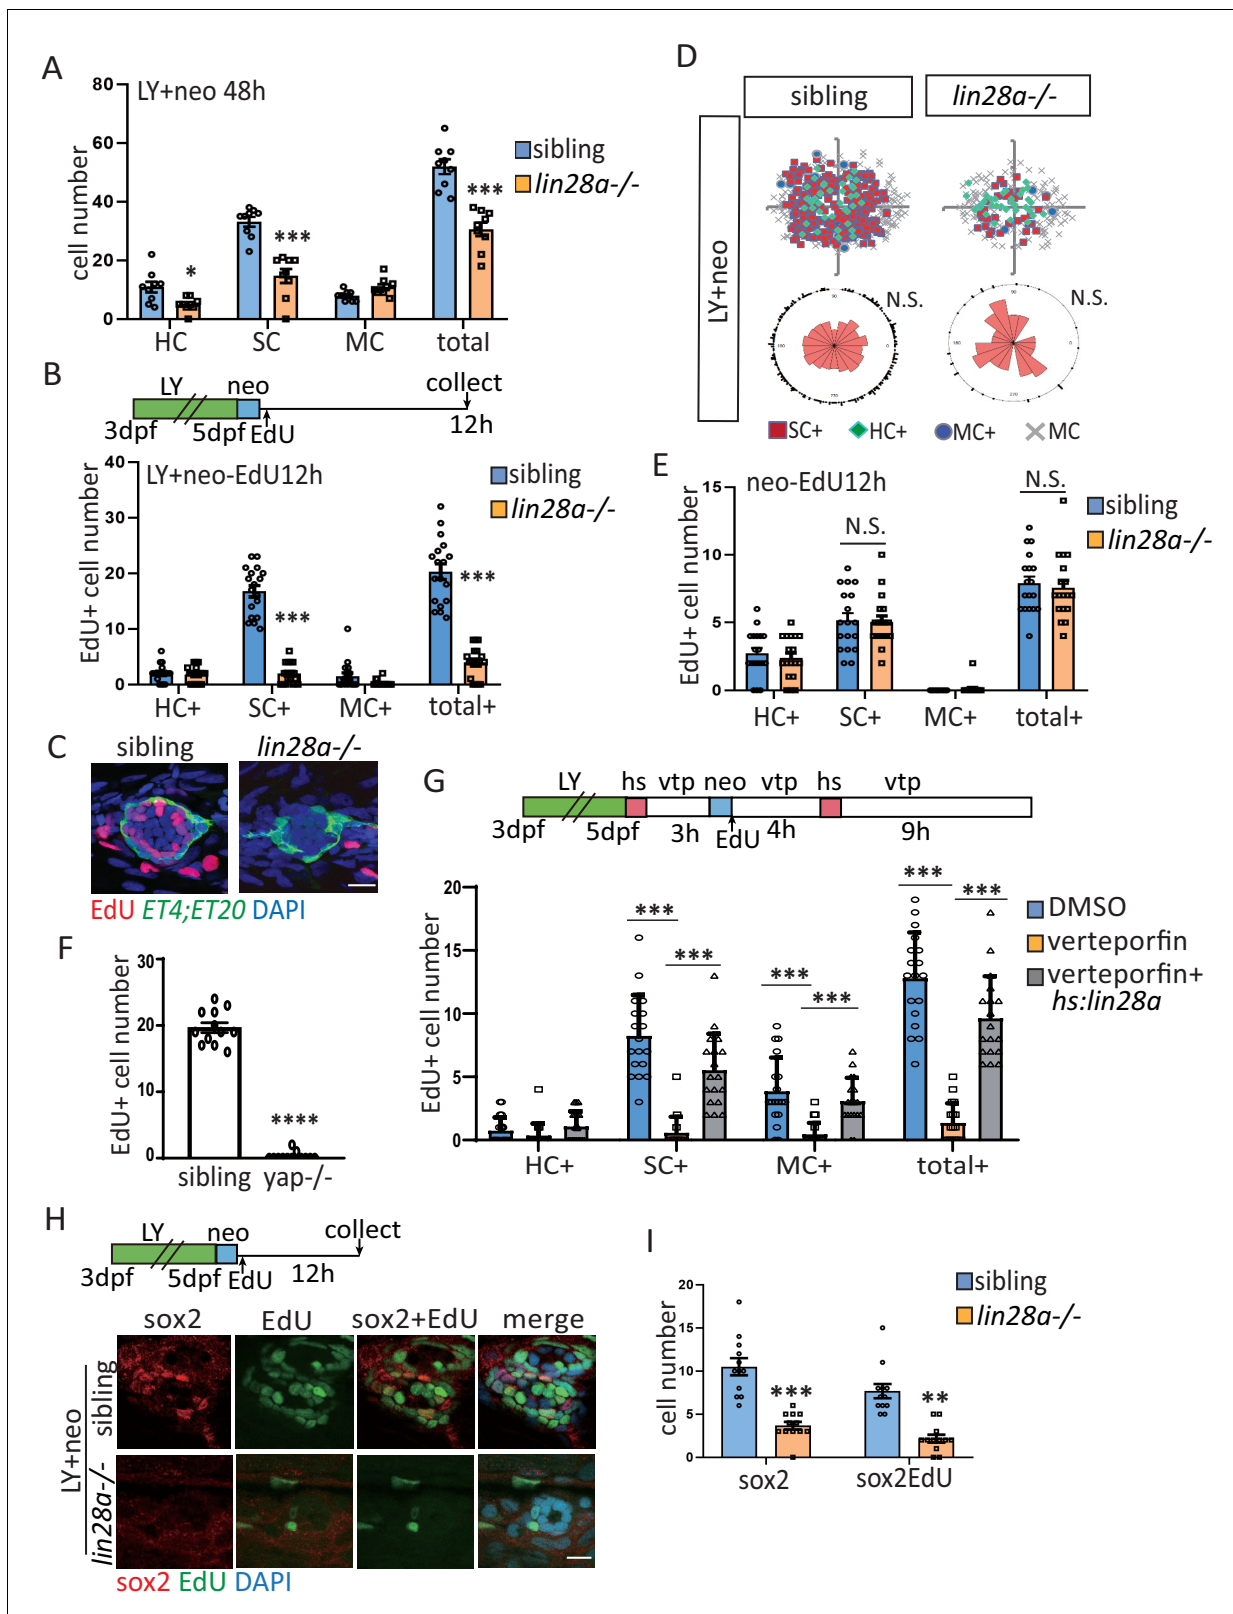 A
LY+neo 48h
80
60
40
20
0
cell number
*
***
***
HC SC MC total
sibling
lin28a-/-
B
LY neo collect
3dpf 5dpf EdU 12h
LY+neo-EdU12h
40
30
20
10
0
EdU+ cell number
***
***
HC+ SC+ MC+ total+
sibling
lin28a-/-
C
sibling lin28a-/-
EdU ET4;ET20 DAPI
D
sibling lin28a-/-
LY+neo
N.S. N.S.
90 90
180 180 0
270 270
SC+ HC+ MC+ MC
E
neo-EdU12h
15
10
5
0
EdU+ cell number
N.S.
N.S.
HC+ SC+ MC+ total+
sibling
lin28a-/-
F
30
20
10
0
EdU+ cell number
****
sibling yap-/-
G
LY hs vtp neo vtp hs vtp
3dpf 5dpf 3h EdU 4h 9h
20
15
10
5
0
EdU+ cell number
*** ***
*** ***
*** ***
HC+ SC+ MC+ total+
DMSO
verteporfin
verteporfin+
hs:lin28a
H
LY neo collect
3dpf 5dpf EdU 12h
sox2 EdU sox2+EdU merge
LY+neo
sibling
lin28a-/-
sox2 EdU DAPI
I
20
15
10
5
0
cell number
***
**
sox2 sox2EdU
sibling
lin28a-/-